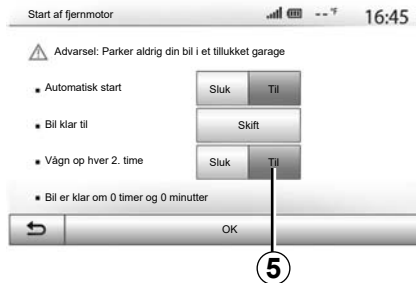 Start af fjernmotor
-- °F
16:45
Advarsel: Parker aldrig din bil i et tillukket garage
Automatisk start
Sluk
Til
Bil klar til
Skift
Vågn op hver 2. time
Sluk
Til
Bil er klar om 0 timer og 0 minutter
OK
5